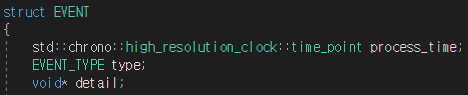 struct EVENT
{
std::chrono::high_resolution_clock::time_point process_time;
EVENT_TYPE type;
void* detail;